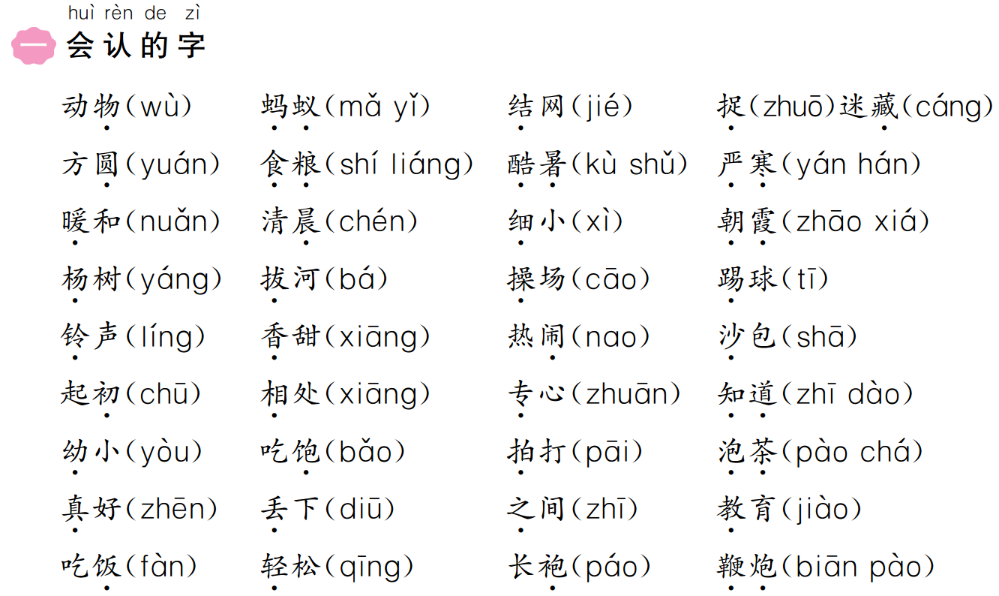 huì rèn de zì
一 会认的字
动物(wù) 蚂蚁(mǎ yǐ) 结网(jié) 捉(zhuō)迷藏(cáng)
方圆(yuán) 食粮(shí liáng) 酷暑(kù shǔ) 严寒(yán hán)
暖和(nuǎn) 清晨(chén) 细小(xì) 朝霞(zhāo xiá)
杨树(yáng) 拔河(bá) 操场(cāo) 踢球(tī)
铃声(líng) 香甜(xiāng) 热闹(nao) 沙包(shā)
起初(chū) 相处(xiāng) 专心(zhuān) 知道(zhī dào)
幼小(yòu) 吃饱(bǎo) 拍打(pāi) 泡茶(pào chá)
真好(zhēn) 丢下(diū) 之间(zhī) 教育(jiào)
吃饭(fàn) 轻松(qīng) 长袍(páo) 鞭炮(biān pào)